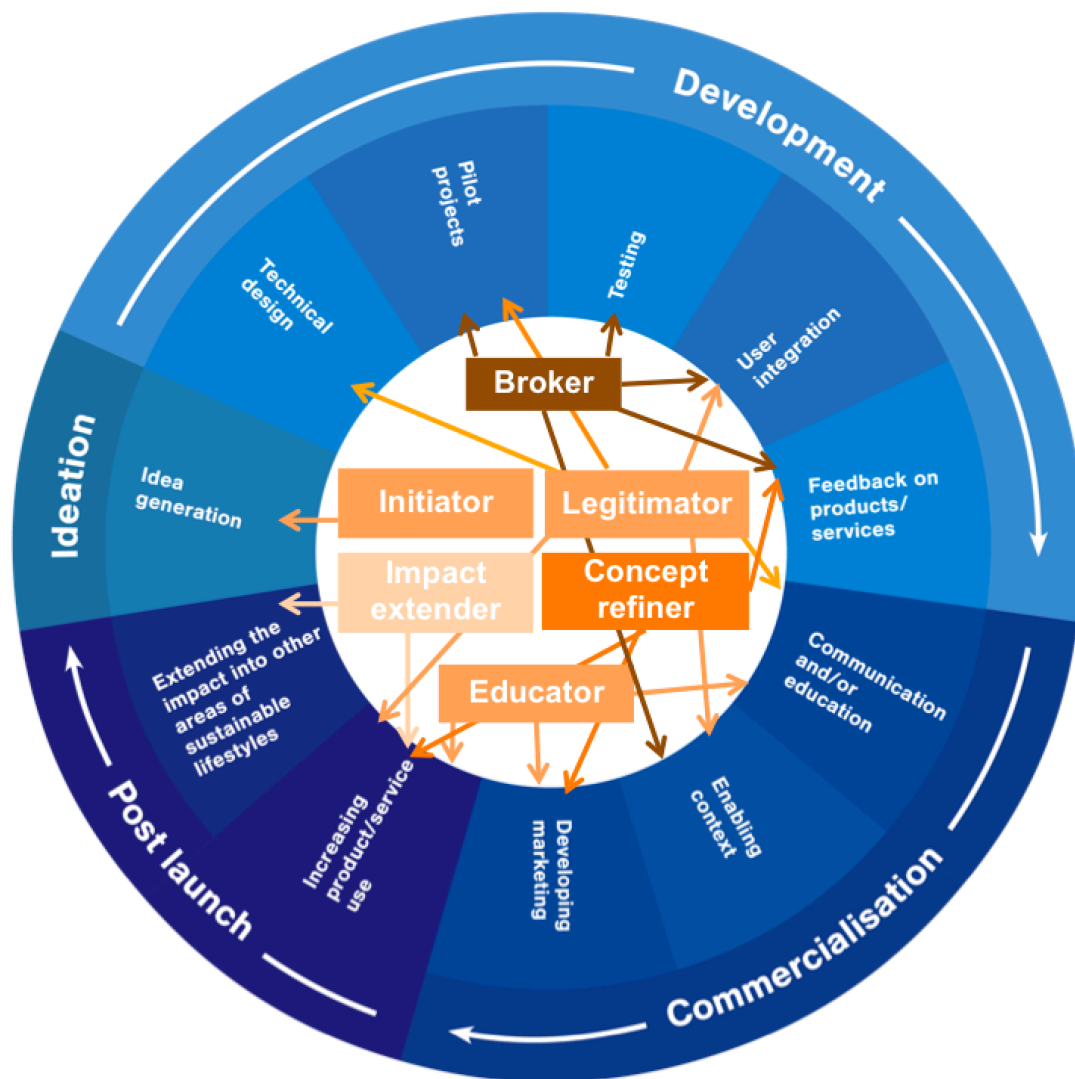 Development
Pilot
projects
Testing
Technical
design
User
integration
Ideation
Idea
generation
Feedback on
products/
services
Broker
Initiator
Legitimator
Impact
extender
Concept
refiner
Educator
Extending the
impact into other
areas of
sustainable
lifestyles
Communication
and/or
education
Increasing
product/service
use
Developing
marketing
Enabling
context
Post launch
Commercialisation